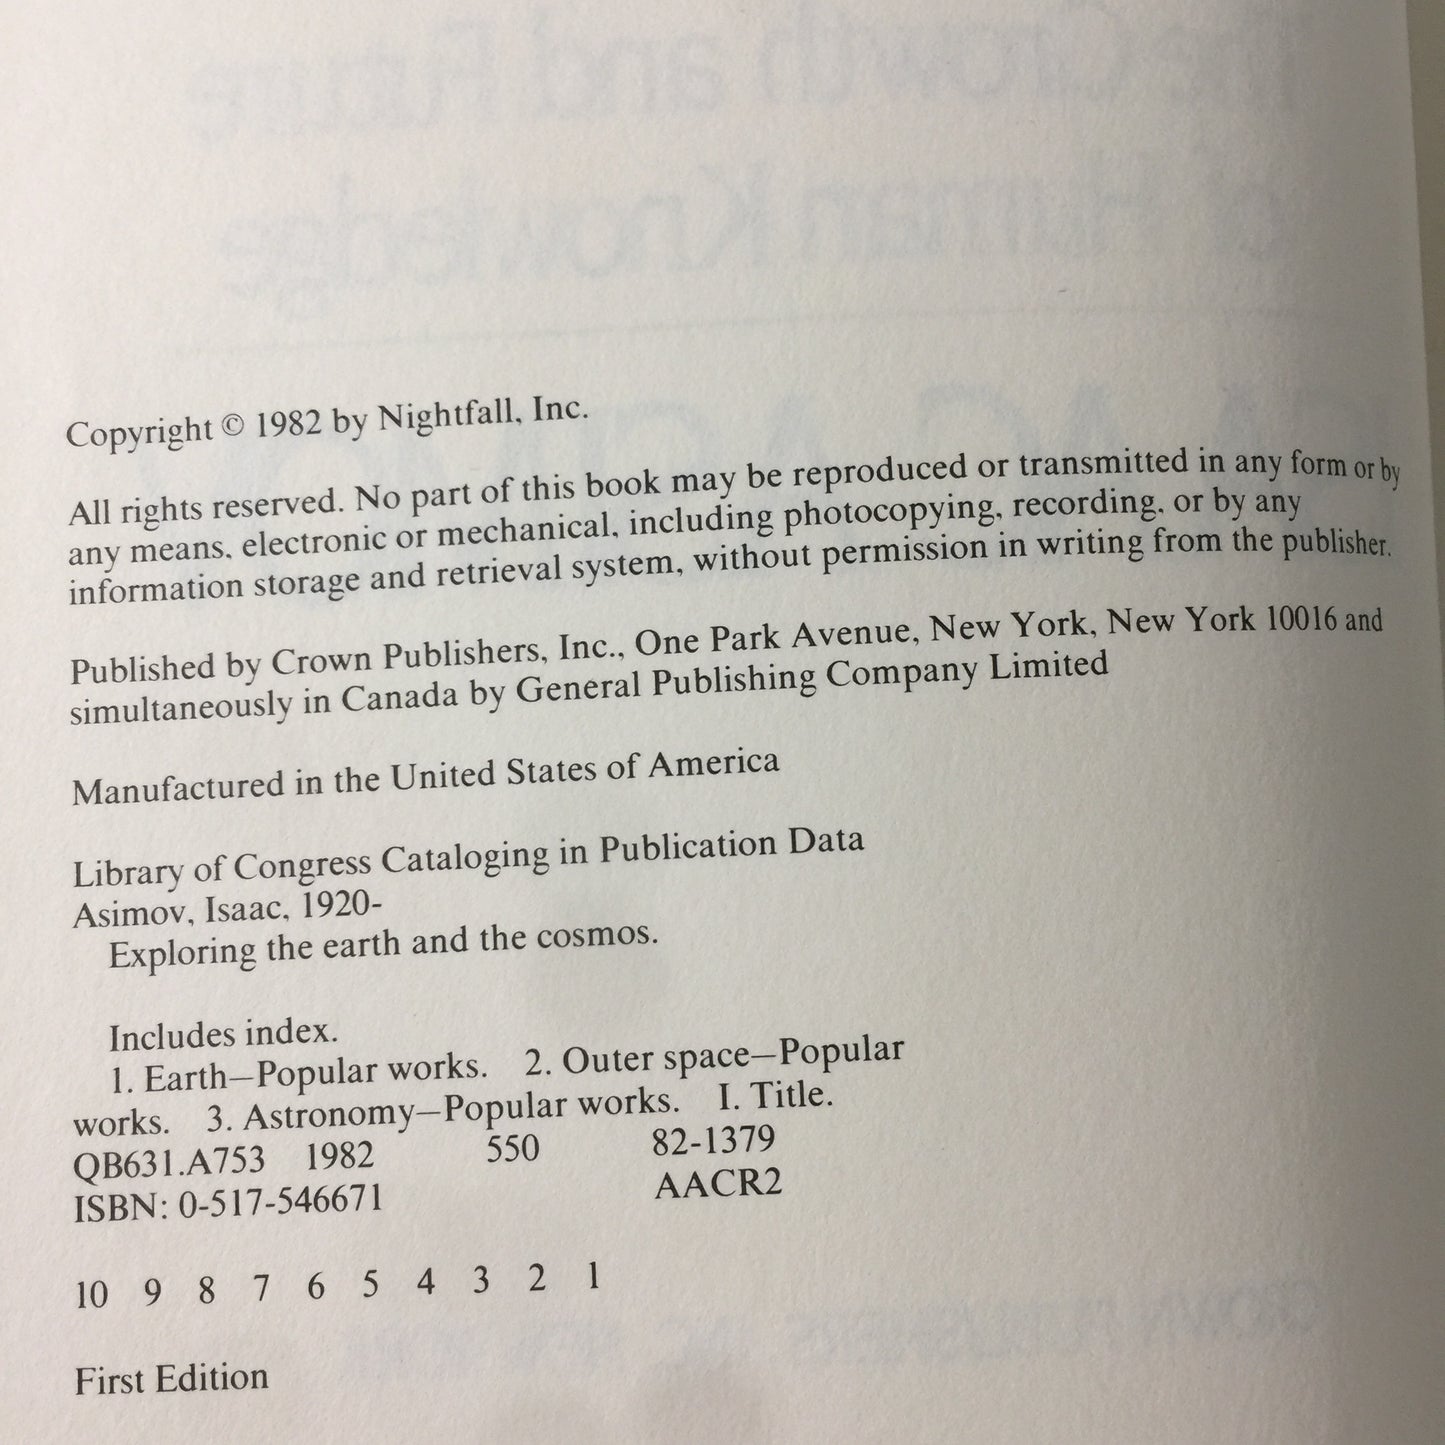 Copyright © 1982 by Nightfall, Inc.
All rights reserved. No part of this book may be reproduced or transmitted in any form or by
any means, electronic or mechanical, including photocopying, recording, or by any
information storage and retrieval system, without permission in writing from the publisher.
Published by Crown Publishers, Inc., One Park Avenue, New York, New York 10016 and
simultaneously in Canada by General Publishing Company Limited
Manufactured in the United States of America
Library of Congress Cataloging in Publication Data
Asimov, Isaac, 1920-
Exploring the earth and the cosmos.
Includes index.
1. Earth—Popular works. 2. Outer space—Popular
works. 3. Astronomy—Popular works. I. Title.
QB631.A753 1982 550 82-1379
ISBN: 0-517-546671 AACR2
10 9 8 7 6 5 4 3 2 1
First Edition